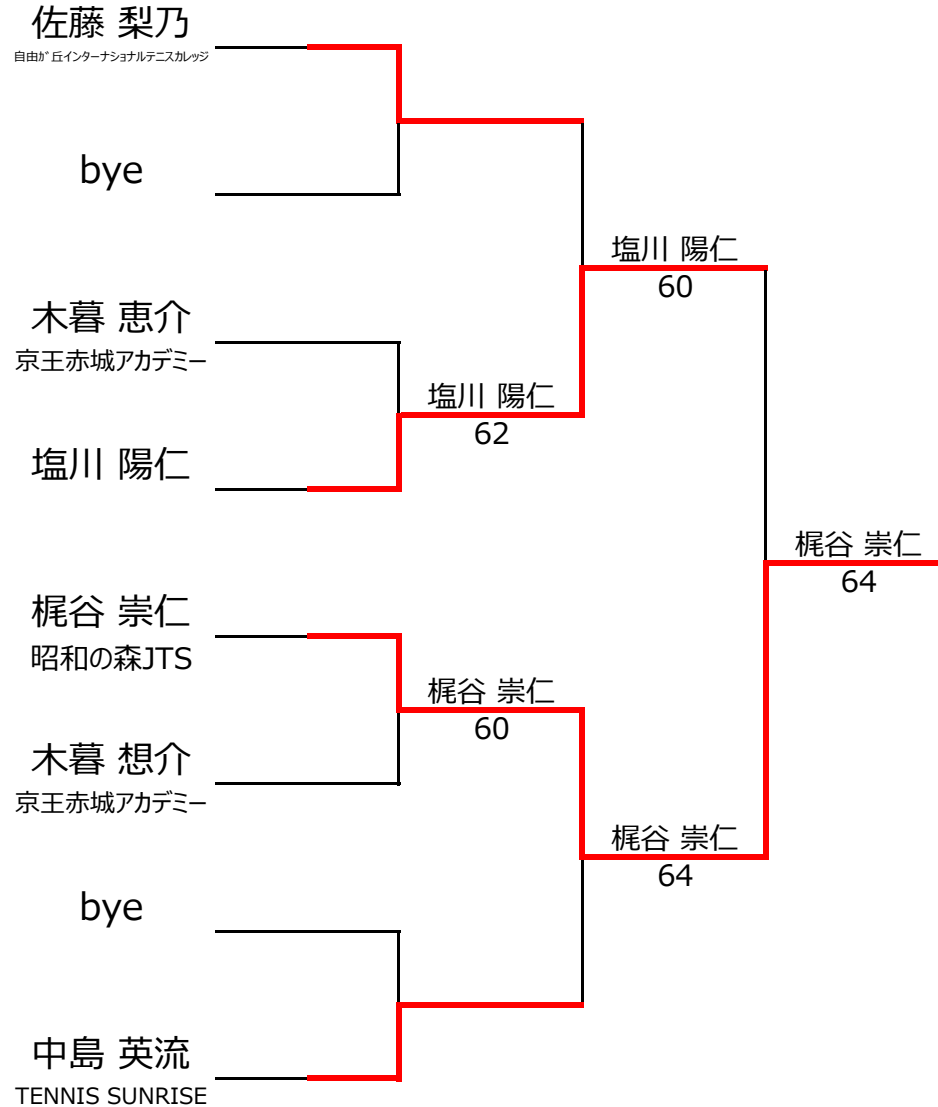 佐藤 梨乃
自由ｶﾞ丘インターナショナルテニスカレッジ
bye
塩川 陽仁
60
木暮 恵介
京王赤城アカデミー
塩川 陽仁
62
塩川 陽仁
梶谷 崇仁
64
梶谷 崇仁
昭和の森JTS
梶谷 崇仁
60
木暮 想介
京王赤城アカデミー
梶谷 崇仁
64
bye
中島 英流
TENNIS SUNRISE